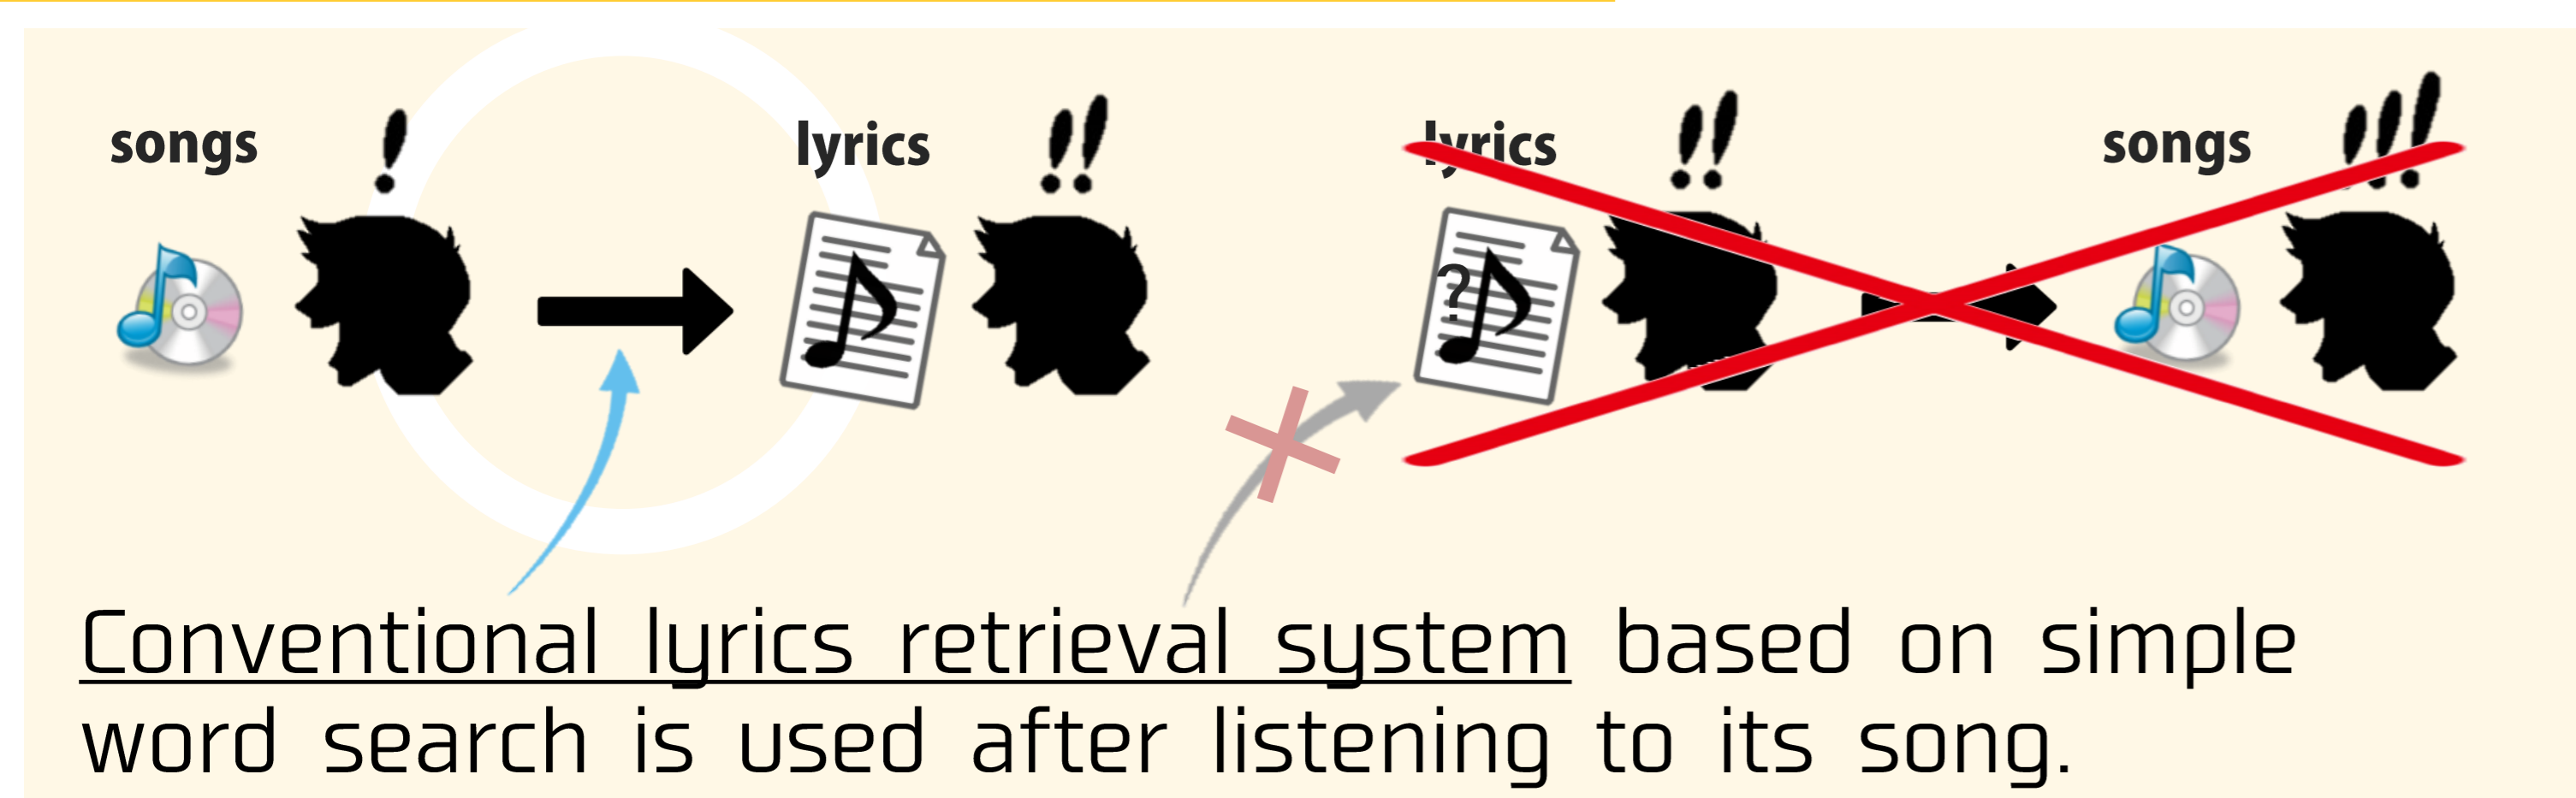 songs ! lyrics !! lyrics !! songs !!!
?
Conventional lyrics retrieval system based on simple
word search is used after listening to its song.